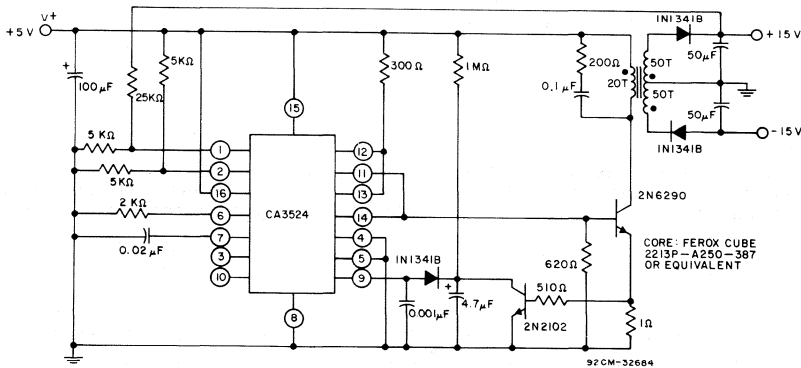 V+
+5V
100µF
+
25KΩ
5KΩ
5 KΩ
5KΩ
2 KΩ
0.02µF
15
1
2
16
6
7
3
10
CA3524
12
11
13
14
4
5
9
8
300Ω
1MΩ
1N1341B
0.001µF
+
4.7µF
2N2102
510Ω
620Ω
1Ω
200Ω
0.1µF
20T
50T
50T
1N1341B
50µF
50µF
1N1341B
+15V
-15V
2N6290
CORE: FEROX CUBE
2213P-A250-387
OR EQUIVALENT
92CM-32684